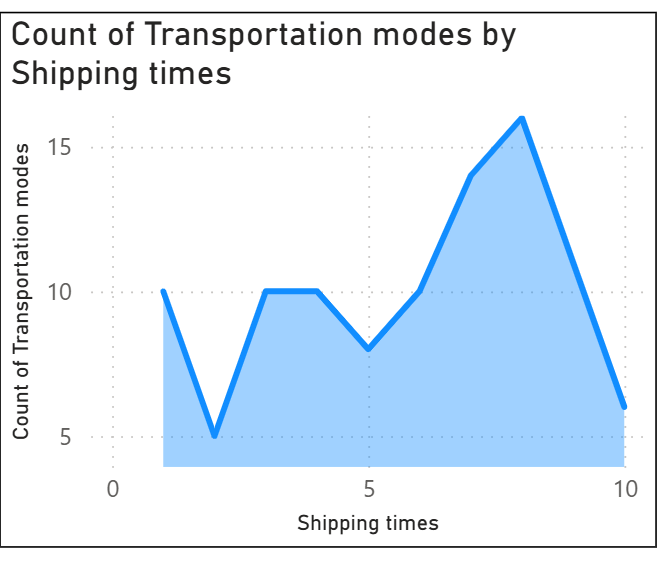 Count of Transportation modes by
Shipping times
Count of Transportation modes
15
10
5
0
5
10
Shipping times